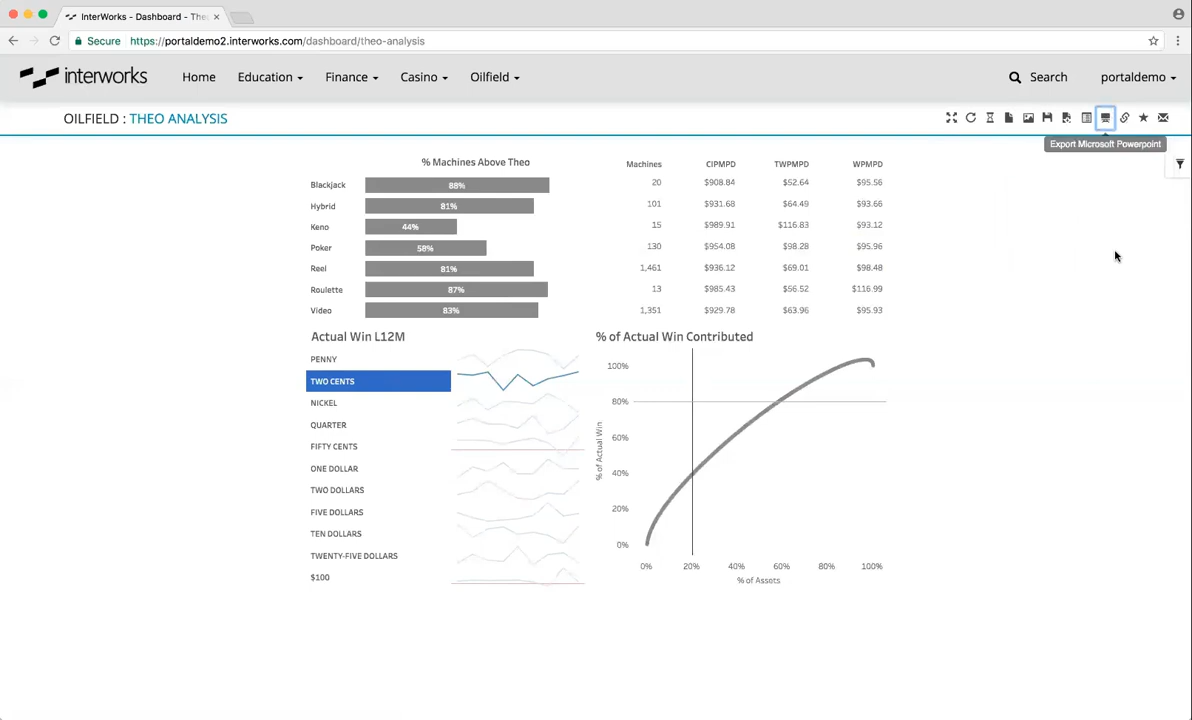 InterWorks - Dashboard - The
Secure https://portaldemo2.interworks.com/dashboard/theo-analysis
interworks Home Education Finance Casino Oilfield Search portaldemo
OILFIELD : THEO ANALYSIS
Export Microsoft Powerpoint
% Machines Above Theo Machines CIPMPD TWPMPD WPMPD
Blackjack 88% 20 $908.84 $52.64 $95.56
Hybrid 81% 101 $931.68 $64.49 $93.66
Keno 44% 15 $989.91 $116.83 $93.12
Poker 58% 130 $954.08 $98.28 $95.96
Reel 81% 1,461 $936.12 $69.01 $98.48
Roulette 87% 13 $985.43 $56.52 $116.99
Video 83% 1,351 $929.78 $63.96 $95.93
Actual Win L12M
PENNY
TWO CENTS
NICKEL
QUARTER
FIFTY CENTS
ONE DOLLAR
TWO DOLLARS
FIVE DOLLARS
TEN DOLLARS
TWENTY-FIVE DOLLARS
$100
% of Actual Win Contributed
% of Actual Win
100%
80%
60%
40%
20%
0%
0% 20% 40% 60% 80% 100%
% of Assets